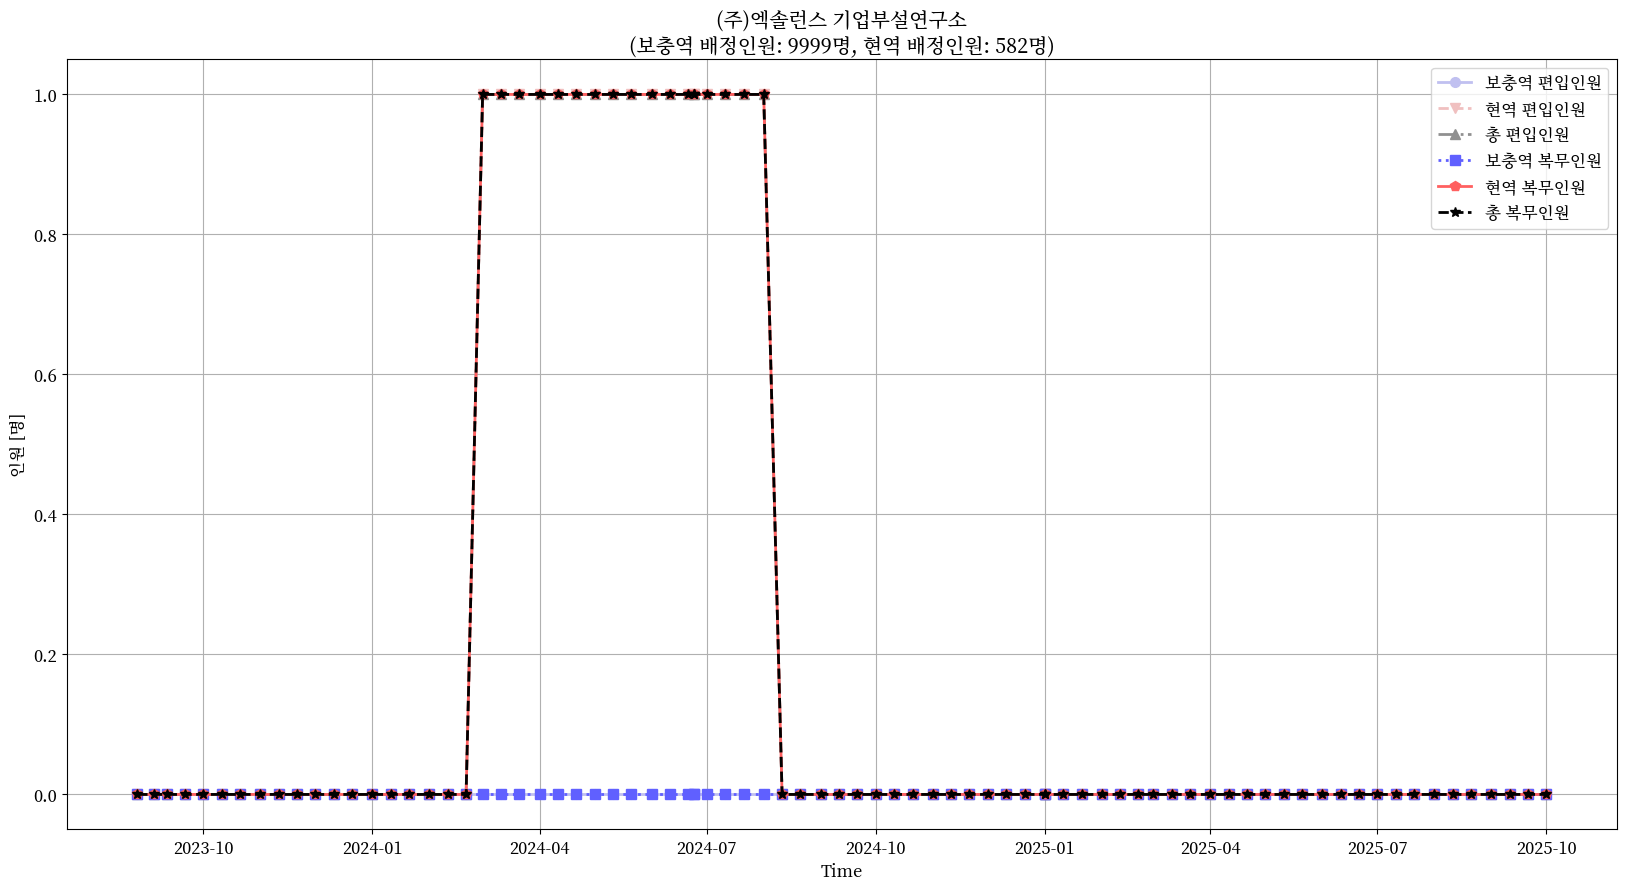 (주)엑솔런스 기업부설연구소
(보충역 배정인원: 9999명, 현역 배정인원: 582명)
보충역 편입인원
현역 편입인원
총 편입인원
보충역 복무인원
현역 복무인원
총 복무인원
1.0
0.8
0.6
0.4
0.2
0.0
인원 [명]
2023-10 2024-01 2024-04 2024-07 2024-10 2025-01 2025-04 2025-07 2025-10
Time